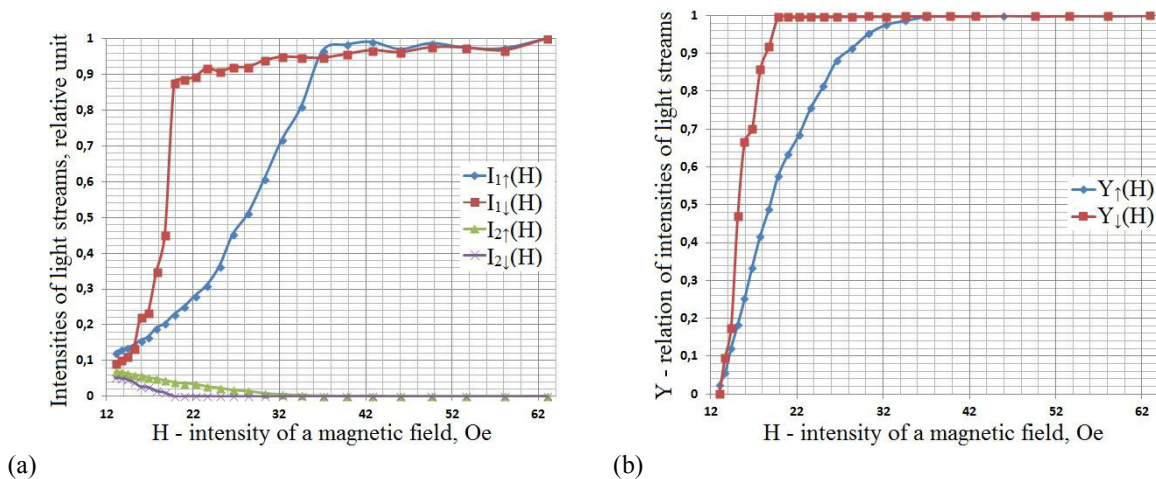 Intensities of light streams, relative unit
1
0,9
0,8
0,7
0,6
0,5
0,4
0,3
0,2
0,1
0
12
22
32
42
52
62
H - intensity of a magnetic field, Oe
I1↑(H)
I1↓(H)
I2↑(H)
I2↓(H)
(a)
Y - relation of intensities of light streams
1
0,9
0,8
0,7
0,6
0,5
0,4
0,3
0,2
0,1
0
12
22
32
42
52
62
H - intensity of a magnetic field, Oe
Y↑(H)
Y↓(H)
(b)